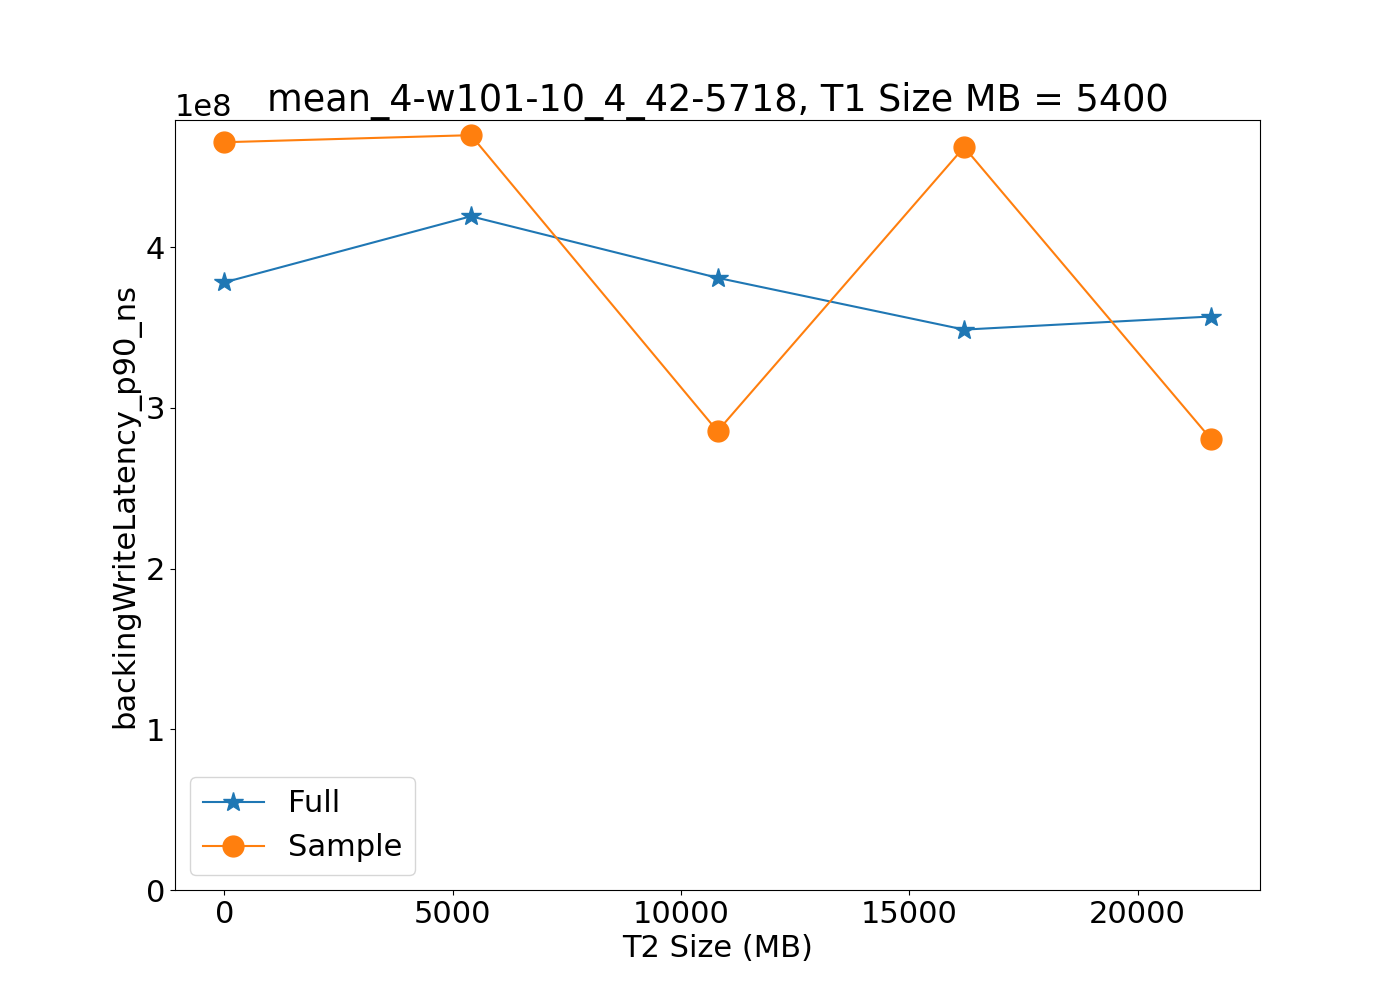 1e8
mean_4-w101-10_4_42-5718, T1 Size MB = 5400
backingWriteLatency_p90_ns
4
3
2
1
0
Full
Sample
0 5000 10000 15000 20000
T2 Size (MB)